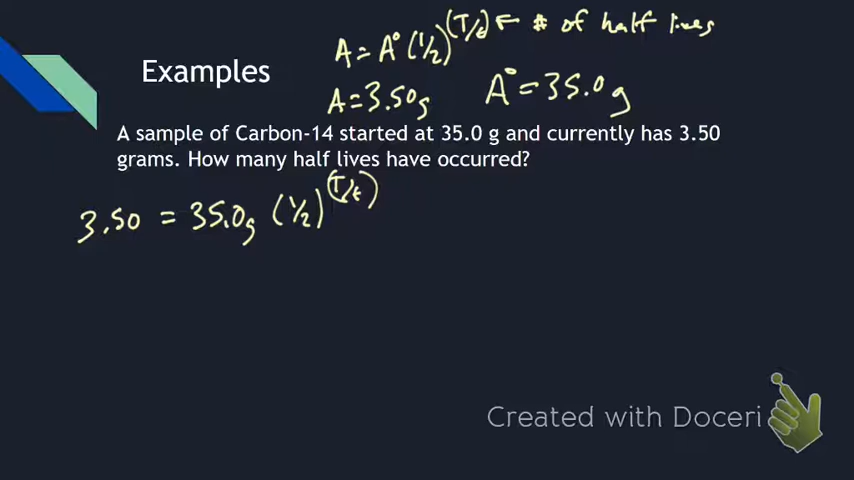 A = A° (1/2)^(T/t) ← # of half lives
Examples
A = 3.50g A° = 35.0 g
A sample of Carbon-14 started at 35.0 g and currently has 3.50
grams. How many half lives have occurred?
3.50 = 35.0g (1/2)^(T/t)
Created with Doceri